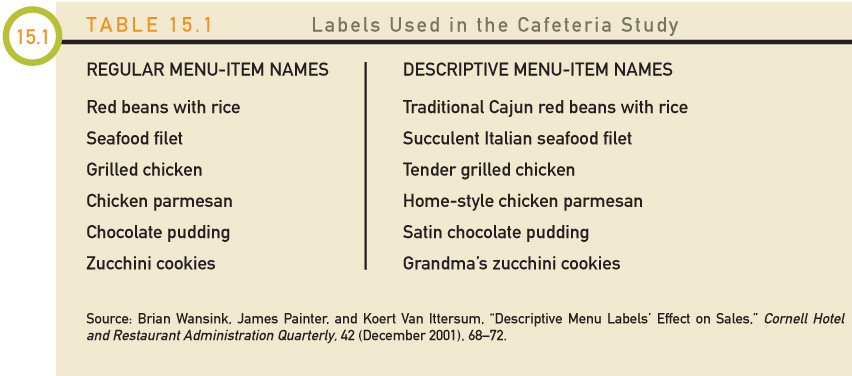 15.1
TABLE 15.1 Labels Used in the Cafeteria Study
REGULAR MENU-ITEM NAMES DESCRIPTIVE MENU-ITEM NAMES
Red beans with rice Traditional Cajun red beans with rice
Seafood filet Succulent Italian seafood filet
Grilled chicken Tender grilled chicken
Chicken parmesan Home-style chicken parmesan
Chocolate pudding Satin chocolate pudding
Zucchini cookies Grandma's zucchini cookies
Source: Brian Wansink, James Painter, and Koert Van Ittersum, “Descriptive Menu Labels’ Effect on Sales,” Cornell Hotel
and Restaurant Administration Quarterly, 42 (December 2001), 68–72.